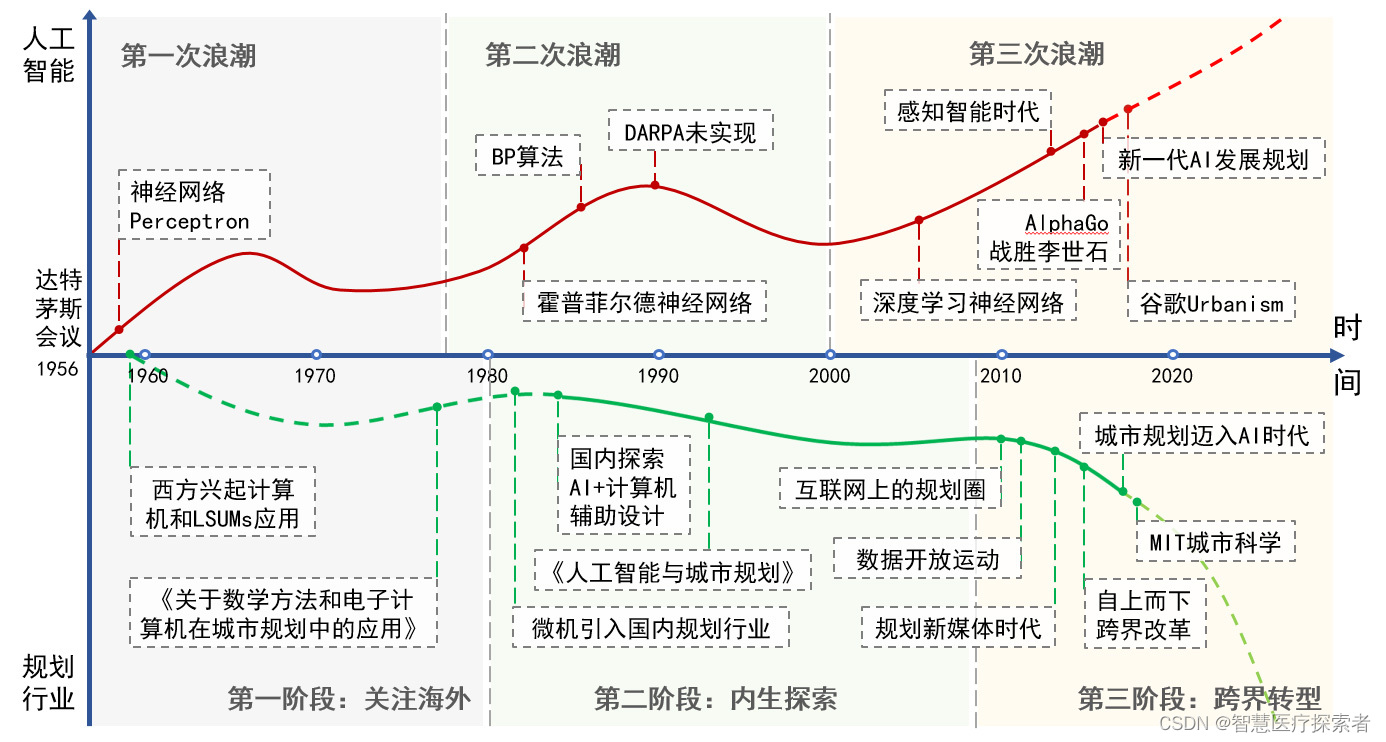 人工
智能
第一次浪潮
第二次浪潮
第三次浪潮
感知智能时代
DARPA未实现
BP算法
新一代AI发展规划
神经网络
Perceptron
AlphaGo
战胜李世石
达特
茅斯
会议
1956
霍普菲尔德神经网络
深度学习神经网络
谷歌Urbanism
时
间
1960
1970
1980
1990
2000
2010
2020
城市规划迈入AI时代
国内探索
AI+计算机
辅助设计
西方兴起计算
机和LSUMs应用
互联网上的规划圈
MIT城市科学
《人工智能与城市规划》
数据开放运动
《关于数学方法和电子计
算机在城市规划中的应用》
微机引入国内规划行业
规划新媒体时代
自上而下
跨界改革
规划
行业
第一阶段：关注海外
第二阶段：内生探索
第三阶段：跨界转型
CSDN @智慧医疗探索者